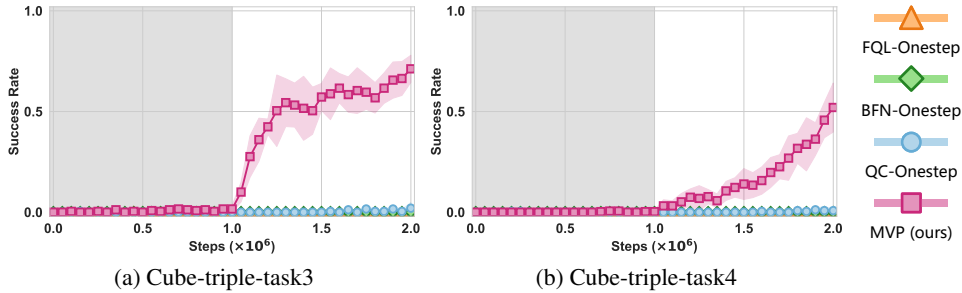 1.0
0.5
0.0
Success Rate
0.0
0.5
1.0
1.5
2.0
Steps (×10⁶)
(a) Cube-triple-task3
1.0
0.5
0.0
Success Rate
0.0
0.5
1.0
1.5
2.0
Steps (×10⁶)
(b) Cube-triple-task4
FQL-Onestep
BFN-Onestep
QC-Onestep
MVP (ours)